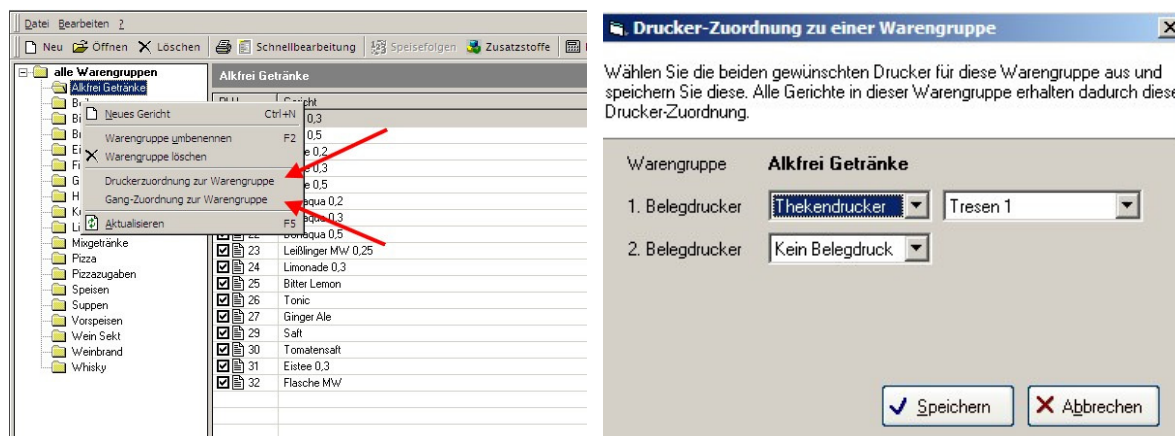 Datei Bearbeiten ?
Neu Öffnen Löschen Schnellbearbeitung Speisefolgen Zusatzstoffe
alle Warengruppen
Alkfrei Getränke
Neues Gericht Ctrl+N
Warengruppe umbenennen F2
Warengruppe löschen
Druckerzuordnung zur Warengruppe
Gang-Zuordnung zur Warengruppe
Aktualisieren F5
Mixgetränke
Pizza
Pizzazugaben
Speisen
Suppen
Vorspeisen
Wein Sekt
Weinbrand
Whisky
Alkfrei Getränke
0,3
0,5
0,2
0,3
0,5
0,2
0,3
22 Bonaqua 0,5
23 Leißlinger MW 0,25
24 Limonade 0,3
25 Bitter Lemon
26 Tonic
27 Ginger Ale
29 Saft
30 Tomatensaft
31 Eistee 0,3
32 Flasche MW
Drucker-Zuordnung zu einer Warengruppe
Wählen Sie die beiden gewünschten Drucker für diese Warengruppe aus und
speichern Sie diese. Alle Gerichte in dieser Warengruppe erhalten dadurch diese
Drucker-Zuordnung.
Warengruppe Alkfrei Getränke
1. Belegdrucker Thekendrucker Tresen 1
2. Belegdrucker Kein Belegdruck
Speichern Abbrechen